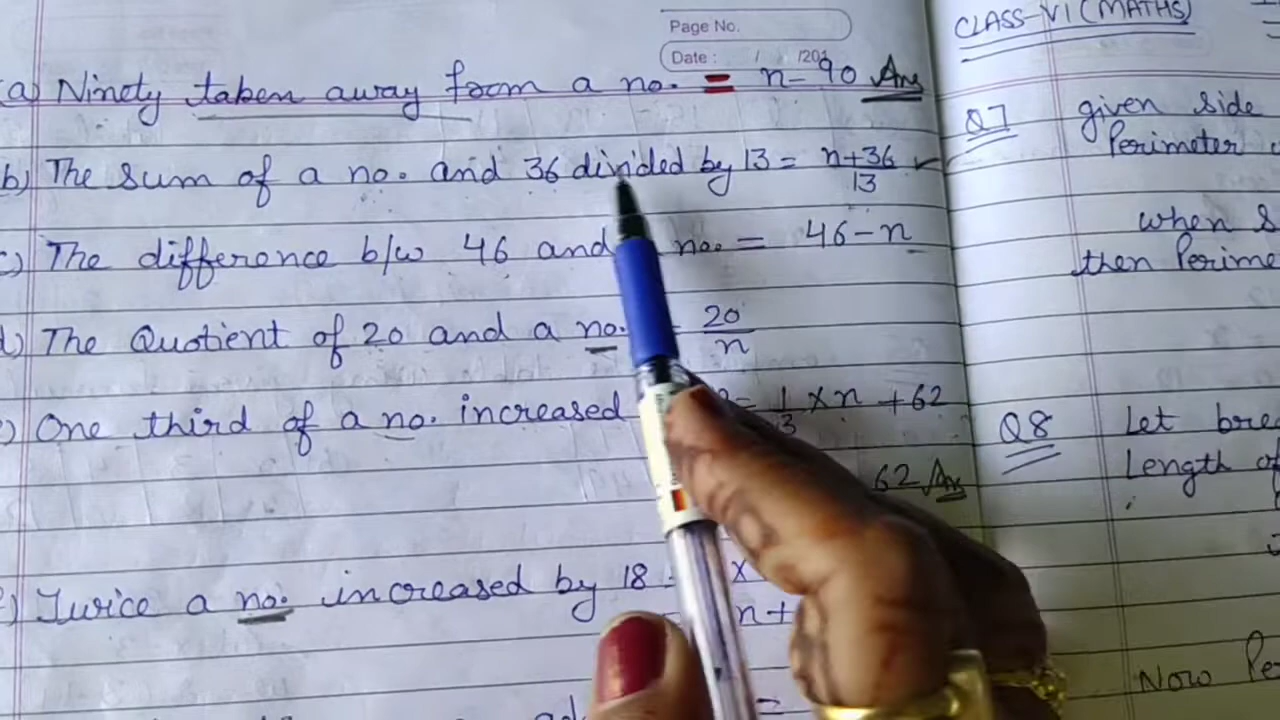 Page No.
Date : / /201
(a) Ninety taken away from a no. = n-90 Ans
b) The sum of a no. and 36 divided by 13 = n+36/13
c) The difference b/w 46 and no. = 46-n
d) The Quotient of 20 and a no. 20/n
One third of a no. increased = 1/3 × n + 62
62 Ans
Twice a no. increased by 18 = ×
n+
=
CLASS-VI (MATHS)
Q7 given side
Perimeter
when
then Perime
Q8 Let bre
Length of
Now Pe